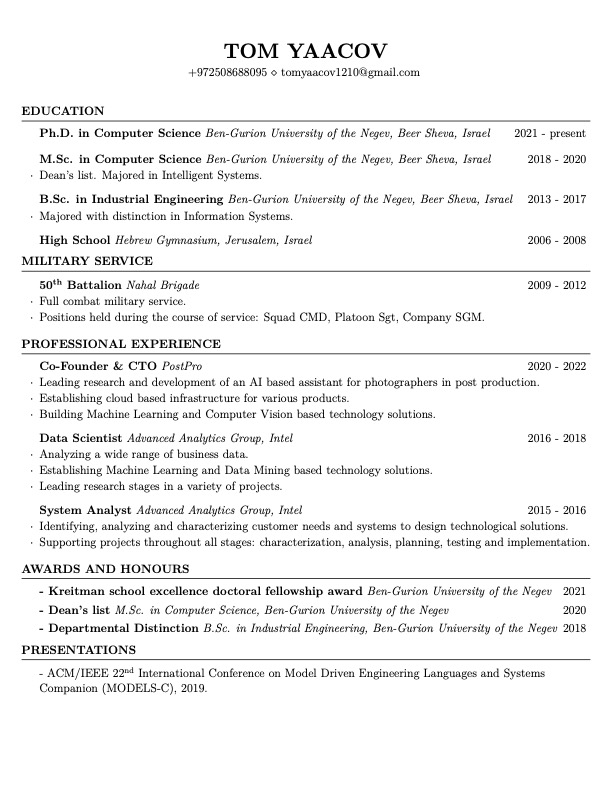 TOM YAACOV
+972508688095 ⋄ tomyaacov1210@gmail.com
EDUCATION
Ph.D. in Computer Science Ben-Gurion University of the Negev, Beer Sheva, Israel 2021 - present
M.Sc. in Computer Science Ben-Gurion University of the Negev, Beer Sheva, Israel 2018 - 2020
· Dean's list. Majored in Intelligent Systems.
B.Sc. in Industrial Engineering Ben-Gurion University of the Negev, Beer Sheva, Israel 2013 - 2017
· Majored with distinction in Information Systems.
High School Hebrew Gymnasium, Jerusalem, Israel 2006 - 2008
MILITARY SERVICE
50th Battalion Nahal Brigade 2009 - 2012
· Full combat military service.
· Positions held during the course of service: Squad CMD, Platoon Sgt, Company SGM.
PROFESSIONAL EXPERIENCE
Co-Founder & CTO PostPro 2020 - 2022
· Leading research and development of an AI based assistant for photographers in post production.
· Establishing cloud based infrastructure for various products.
· Building Machine Learning and Computer Vision based technology solutions.
Data Scientist Advanced Analytics Group, Intel 2016 - 2018
· Analyzing a wide range of business data.
· Establishing Machine Learning and Data Mining based technology solutions.
· Leading research stages in a variety of projects.
System Analyst Advanced Analytics Group, Intel 2015 - 2016
· Identifying, analyzing and characterizing customer needs and systems to design technological solutions.
· Supporting projects throughout all stages: characterization, analysis, planning, testing and implementation.
AWARDS AND HONOURS
- Kreitman school excellence doctoral fellowship award Ben-Gurion University of the Negev 2021
- Dean's list M.Sc. in Computer Science, Ben-Gurion University of the Negev 2020
- Departmental Distinction B.Sc. in Industrial Engineering, Ben-Gurion University of the Negev 2018
PRESENTATIONS
- ACM/IEEE 22nd International Conference on Model Driven Engineering Languages and Systems
Companion (MODELS-C), 2019.